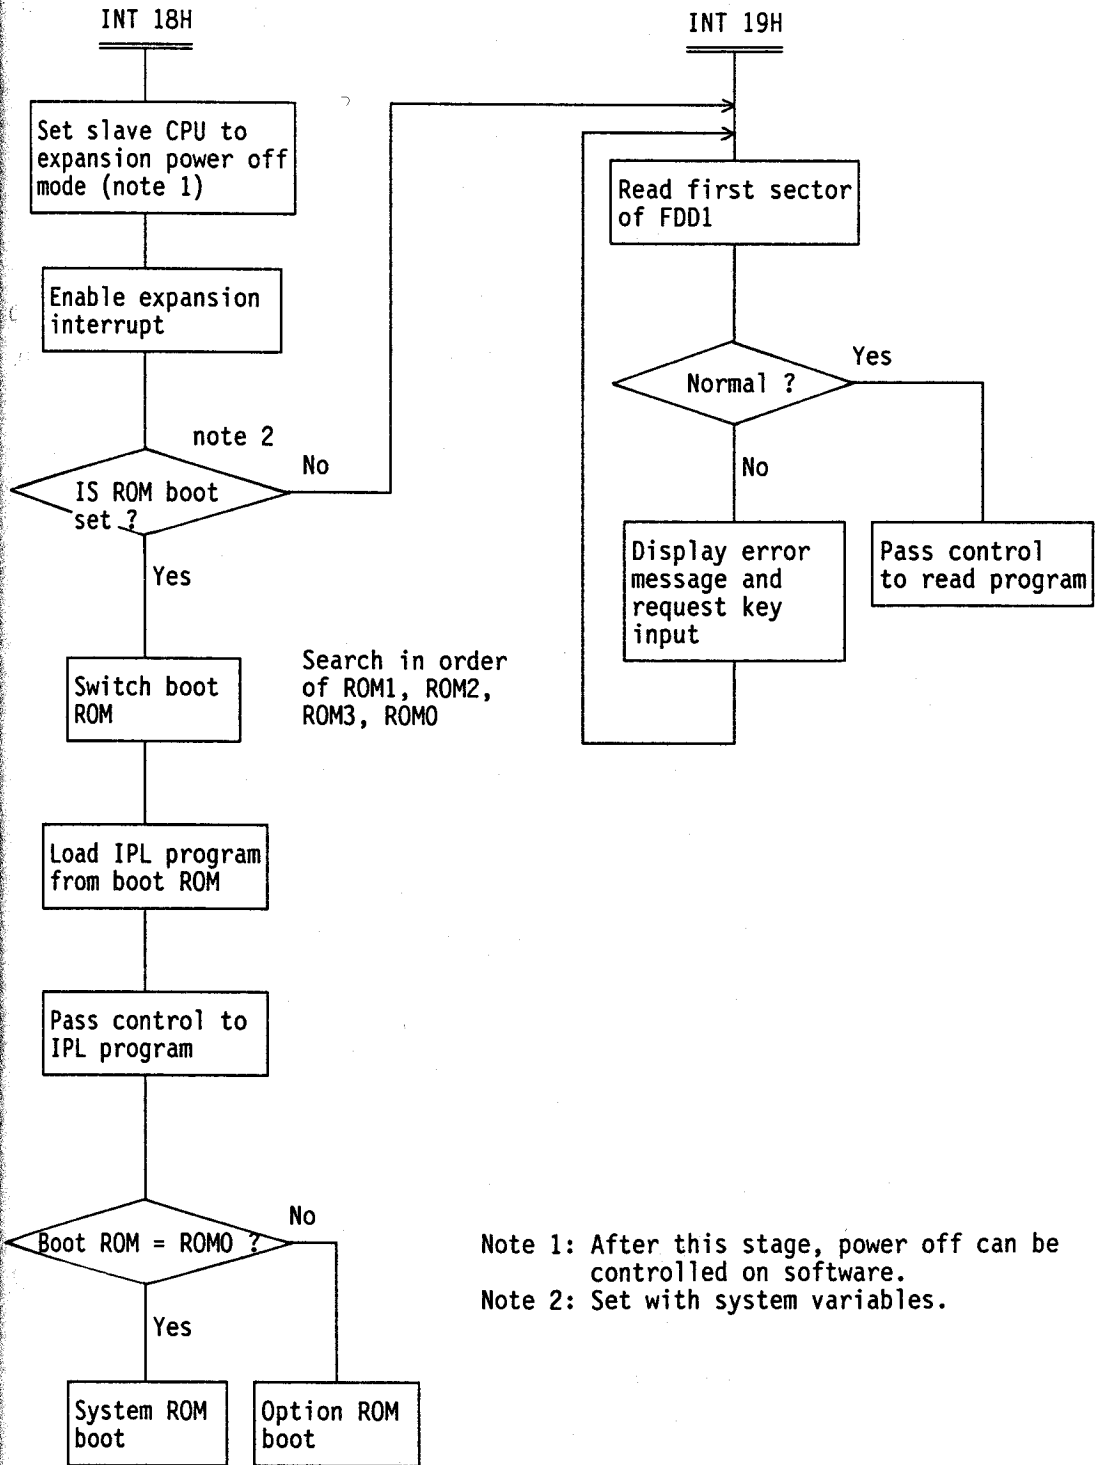 INT 18H
Set slave CPU to
expansion power off
mode (note 1)
Enable expansion
interrupt
note 2
IS ROM boot
set ?
No
Yes
Switch boot
ROM
Search in order
of ROM1, ROM2,
ROM3, ROM0
Load IPL program
from boot ROM
Pass control to
IPL program
Boot ROM = ROM0 ?
No
Yes
System ROM
boot
Option ROM
boot
INT 19H
Read first sector
of FDD1
Normal ?
Yes
No
Display error
message and
request key
input
Pass control
to read program
Note 1: After this stage, power off can be
controlled on software.
Note 2: Set with system variables.